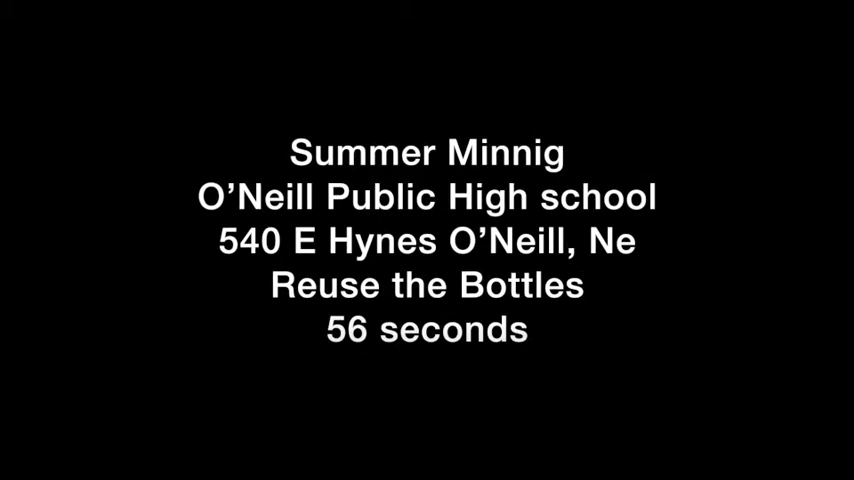 Summer Minnig
O’Neill Public High school
540 E Hynes O’Neill, Ne
Reuse the Bottles
56 seconds